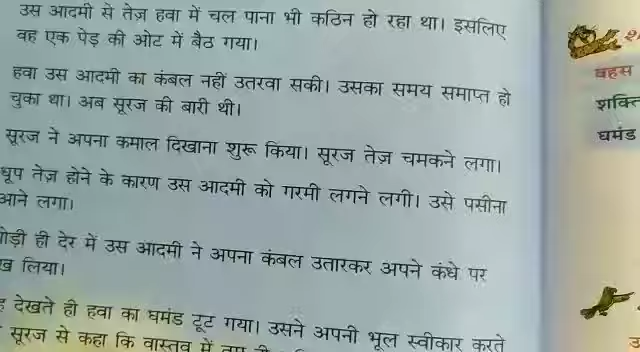 उस आदमी से तेज़ हवा में चल पाना भी कठिन हो रहा था। इसलिए
वह एक पेड़ की ओट में बैठ गया।
हवा उस आदमी का कंबल नहीं उतरवा सकी। उसका समय समाप्त हो
चुका था। अब सूरज की बारी थी।
सूरज ने अपना कमाल दिखाना शुरू किया। सूरज तेज़ चमकने लगा।
धूप तेज़ होने के कारण उस आदमी को गरमी लगने लगी। उसे पसीना
आने लगा।
ही देर में उस आदमी ने अपना कंबल उतारकर अपने कंधे पर
लिया।
देखते ही हवा का घमंड टूट गया। उसने अपनी भूल स्वीकार करते
सूरज से कहा कि वास्तव में
वहस
शक्ति
घमंड